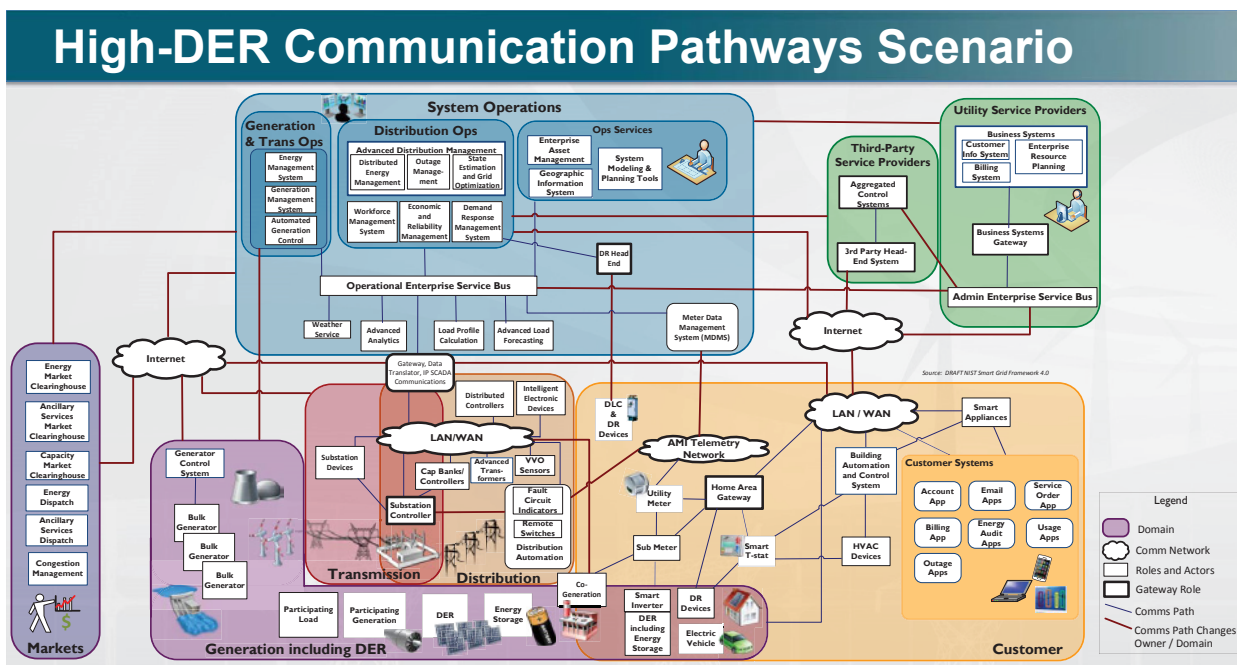 High-DER Communication Pathways Scenario
System Operations
Generation
& Trans Ops
Energy
Management
System
Generation
Management
System
Automated
Generation
Control
Distribution Ops
Advanced Distribution Management
Distributed
Energy
Management
Outage
Manage-
ment
State
Estimation
and Grid
Optimization
Workforce
Management
System
Economic
and
Reliability
Management
Demand
Response
Management
System
Ops Services
Enterprise
Asset
Management
Geographic
Information
System
System
Modeling &
Planning Tools
DR Head
End
Operational Enterprise Service Bus
Weather
Service
Advanced
Analytics
Load Profile
Calculation
Advanced Load
Forecasting
Meter Data
Management
System (MDMS)
Third-Party
Service Providers
Aggregated
Control
Systems
3rd Party Head-
End System
Utility Service Providers
Business Systems
Customer
Info System
Billing
System
Enterprise
Resource
Planning
Business Systems
Gateway
Admin Enterprise Service Bus
Internet
Internet
Source: DRAFT NIST Smart Grid Framework 4.0
Energy
Market
Clearinghouse
Ancillary
Services
Market
Clearinghouse
Capacity
Market
Clearinghouse
Energy
Dispatch
Ancillary
Services
Dispatch
Congestion
Management
$
Markets
Gateway, Data
Translator, IP SCADA
Communications
Distributed
Controllers
Intelligent
Electronic
Devices
LAN/WAN
Substation
Devices
Cap Banks/
Controllers
Advanced
Trans-
formers
VVO
Sensors
Substation
Controller
Fault
Circuit
Indicators
Remote
Switches
Distribution
Automation
Transmission
Distribution
Generator
Control
System
Bulk
Generator
Bulk
Generator
Bulk
Generator
Participating
Load
Participating
Generation
DER
Energy
Storage
Co-
Generation
Generation including DER
Smart
Inverter
DER
including
Energy
Storage
DR
Devices
Electric
Vehicle
DLC
&
DR
Devices
AMI Telemetry
Network
Utility
Meter
Sub Meter
Home Area
Gateway
Smart
T-stat
LAN / WAN
Smart
Appliances
Building
Automation
and Control
System
HVAC
Devices
Customer Systems
Account
App
Email
Apps
Service
Order
App
Billing
App
Energy
Audit
Apps
Usage
Apps
Outage
Apps
Customer
Legend
Domain
Comm Network
Roles and Actors
Gateway Role
Comms Path
Comms Path Changes
Owner / Domain